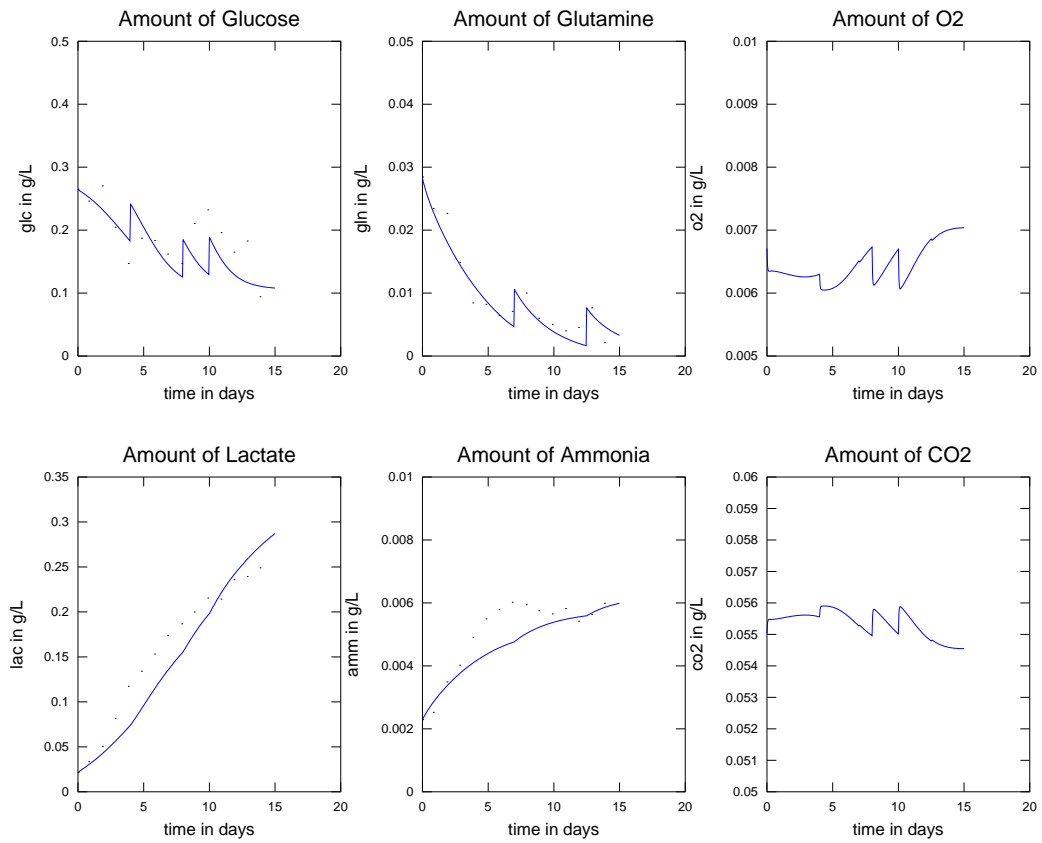 Amount of Glucose
0.5
0.4
0.3
0.2
0.1
0
glc in g/L
0 5 10 15 20
time in days
Amount of Glutamine
0.05
0.04
0.03
0.02
0.01
0
gln in g/L
0 5 10 15 20
time in days
Amount of O2
0.01
0.009
0.008
0.007
0.006
0.005
o2 in g/L
0 5 10 15 20
time in days
Amount of Lactate
0.35
0.3
0.25
0.2
0.15
0.1
0.05
0
lac in g/L
0 5 10 15 20
time in days
Amount of Ammonia
0.01
0.008
0.006
0.004
0.002
0
amm in g/L
0 5 10 15 20
time in days
Amount of CO2
0.06
0.059
0.058
0.057
0.056
0.055
0.054
0.053
0.052
0.051
0.05
co2 in g/L
0 5 10 15 20
time in days